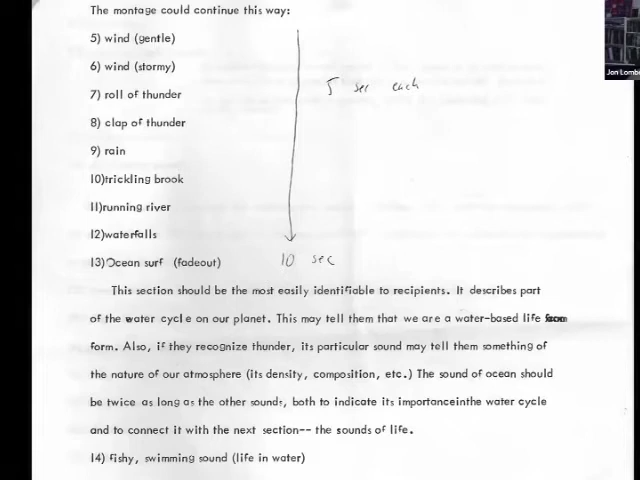 The montage could continue this way:
5) wind (gentle)
6) wind (stormy)
5 sec each
7) roll of thunder
8) clap of thunder
9) rain
10)trickling brook
11)running river
12)waterfalls
13)Ocean surf (fadeout) 10 sec
This section should be the most easily identifiable to recipients. It describes part
of the water cycle on our planet. This may tell them that we are a water-based life
form. Also, if they recognize thunder, its particular sound may tell them something of
the nature of our atmosphere (its density, composition, etc.) The sound of ocean should
be twice as long as the other sounds, both to indicate its importanceinthe water cycle
and to connect it with the next section-- the sounds of life.
14) fishy, swimming sound (life in water)
Jon Lomb